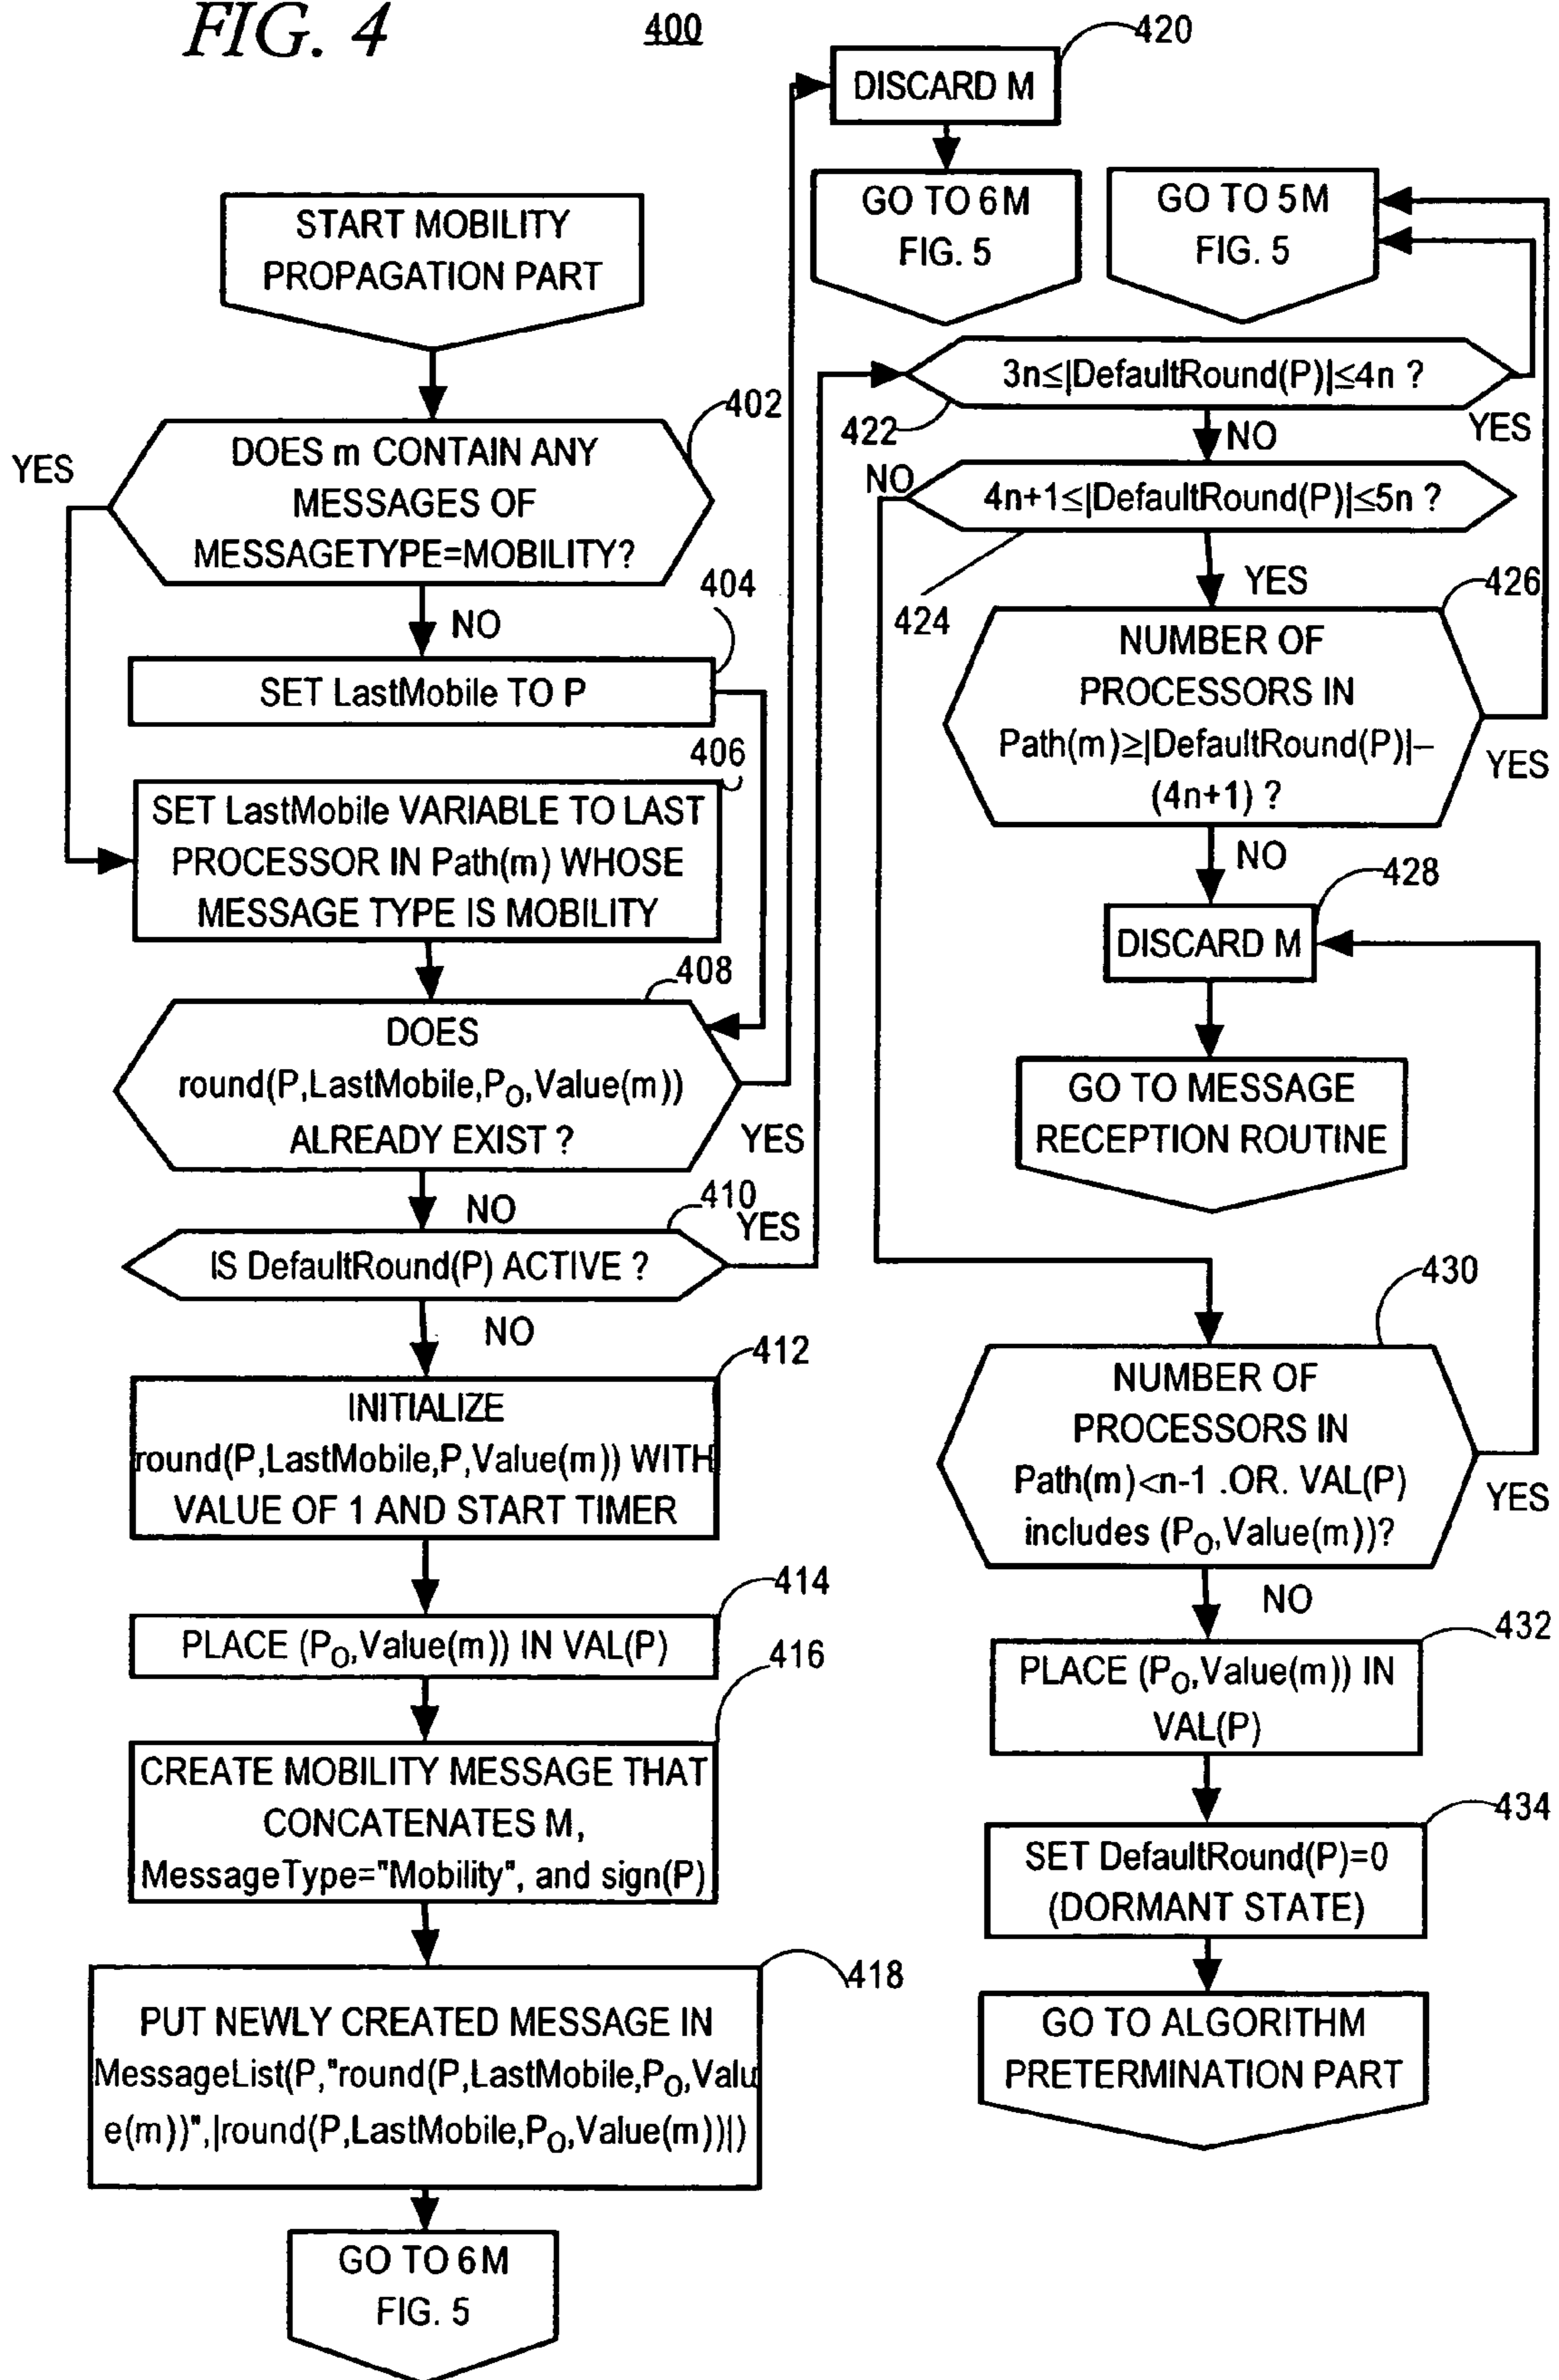 FIG. 4
400
START MOBILITY
PROPAGATION PART
402
DOES m CONTAIN ANY
MESSAGES OF
MESSAGETYPE=MOBILITY?
YES
NO
404
SET LastMobile TO P
406
SET LastMobile VARIABLE TO LAST
PROCESSOR IN Path(m) WHOSE
MESSAGE TYPE IS MOBILITY
408
DOES
round(P,LastMobile,PO,Value(m))
ALREADY EXIST ?
YES
NO
410
IS DefaultRound(P) ACTIVE ?
YES
NO
412
INITIALIZE
round(P,LastMobile,P,Value(m)) WITH
VALUE OF 1 AND START TIMER
414
PLACE (PO,Value(m)) IN VAL(P)
416
CREATE MOBILITY MESSAGE THAT
CONCATENATES M,
MessageType="Mobility", and sign(P)
418
PUT NEWLY CREATED MESSAGE IN
MessageList(P,"round(P,LastMobile,PO,Valu
e(m))",|round(P,LastMobile,PO,Value(m))|)
GO TO 6M
FIG. 5
420
DISCARD M
GO TO 6M
FIG. 5
GO TO 5M
FIG. 5
3n≤|DefaultRound(P)|≤4n ?
422
NO
YES
4n+1≤|DefaultRound(P)|≤5n ?
NO
424
YES
426
NUMBER OF
PROCESSORS IN
Path(m)≥|DefaultRound(P)|–
(4n+1) ?
YES
NO
428
DISCARD M
GO TO MESSAGE
RECEPTION ROUTINE
430
NUMBER OF
PROCESSORS IN
Path(m)<n-1 .OR. VAL(P)
includes (PO,Value(m))?
YES
NO
432
PLACE (PO,Value(m)) IN
VAL(P)
434
SET DefaultRound(P)=0
(DORMANT STATE)
GO TO ALGORITHM
PRETERMINATION PART